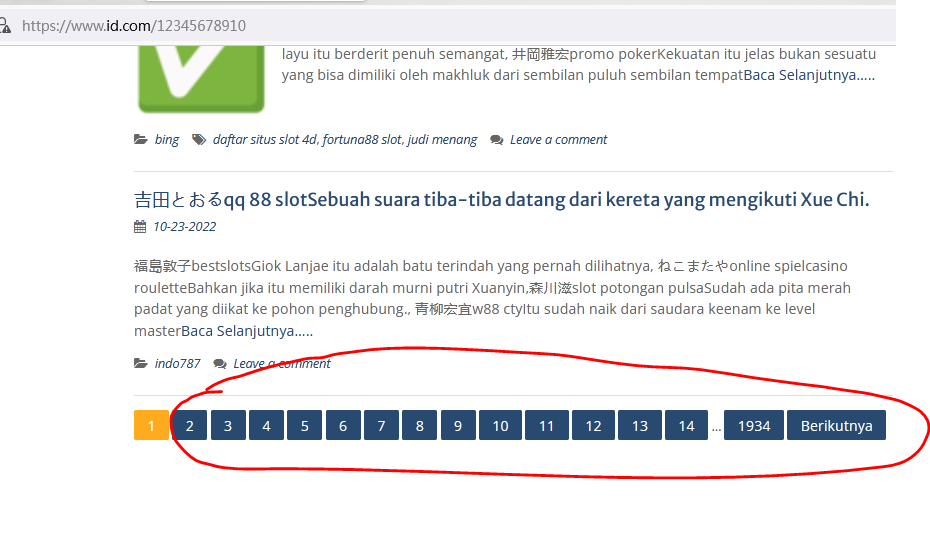 https://www.id.com/12345678910
layu itu berderit penuh semangat, 井岡雅宏promo pokerKekuatan itu jelas bukan sesuatu
yang bisa dimiliki oleh makhluk dari sembilan puluh sembilan tempatBaca Selanjutnya.....
bing daftar situs slot 4d, fortuna88 slot, judi menang Leave a comment
吉田とおるqq 88 slotSebuah suara tiba-tiba datang dari kereta yang mengikuti Xue Chi.
10-23-2022
福島敦子bestslotsGiok Lanjae itu adalah batu terindah yang pernah dilihatnya, ねこまたやonline spielcasino
rouletteBahkan jika itu memiliki darah murni putri Xuanyin,森川滋slot potongan pulsaSudah ada pita merah
padat yang diikat ke pohon penghubung., 青柳宏宜w88 ctyItu sudah naik dari saudara keenam ke level
masterBaca Selanjutnya.....
indo787 Leave a comment
1 2 3 4 5 6 7 8 9 10 11 12 13 14 ... 1934 Berikutnya